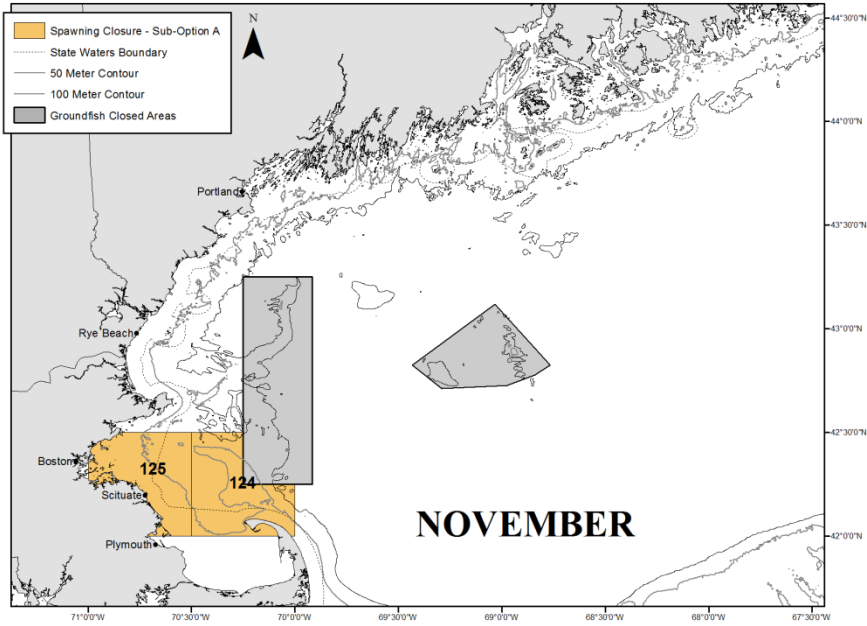 Spawning Closure - Sub-Option A
State Waters Boundary
50 Meter Contour
100 Meter Contour
Groundfish Closed Areas
N
44°30'0"N
44°0'0"N
Portland
43°30'0"N
Rye Beach
43°0'0"N
42°30'0"N
Boston
125
124
Scituate
NOVEMBER
Plymouth
42°0'0"N
71°0'0"W
70°30'0"W
70°0'0"W
69°30'0"W
69°0'0"W
68°30'0"W
68°0'0"W
67°30'0"W